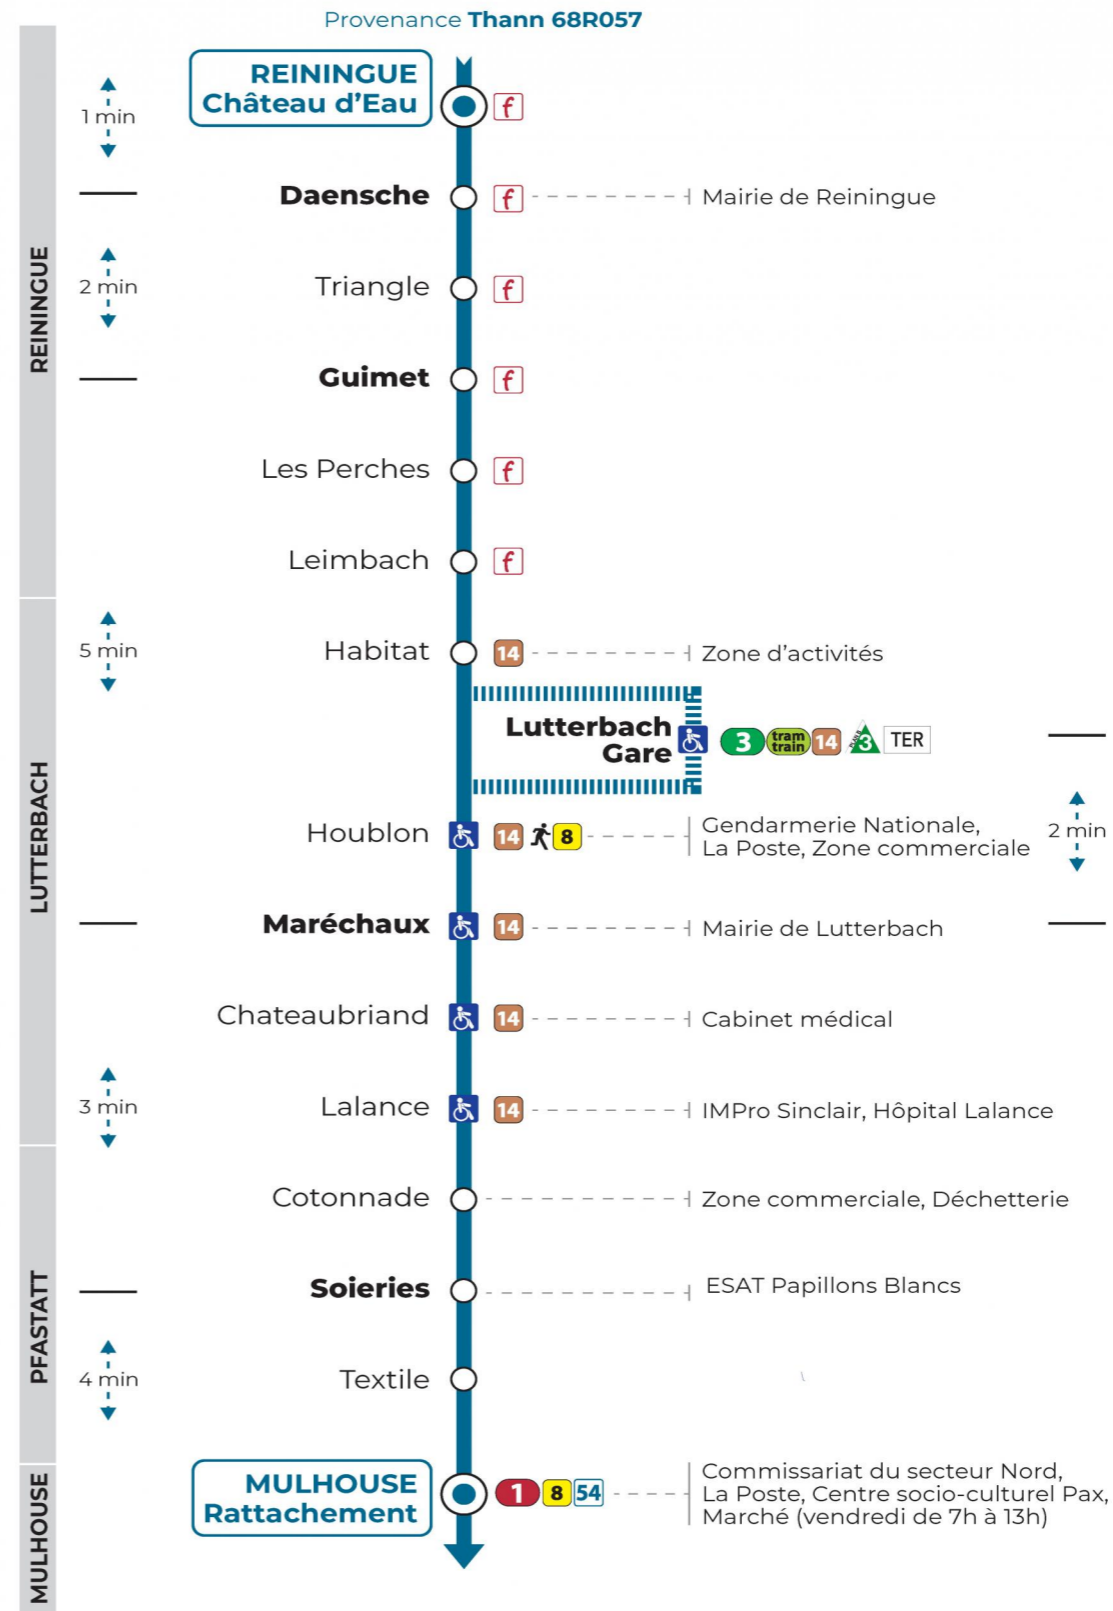 Provenance Thann 68R057
REININGUE
Château d'Eau
f
1 min
Daensche
f
Mairie de Reiningue
REININGUE
2 min
Triangle
f
Guimet
f
Les Perches
f
Leimbach
f
5 min
Habitat
14
Zone d'activités
Lutterbach
Gare
3
tram
train
14
3
TER
LUTTERBACH
Houblon
14
8
Gendarmerie Nationale,
La Poste, Zone commerciale
2 min
Maréchaux
14
Mairie de Lutterbach
Chateaubriand
14
Cabinet médical
3 min
Lalance
14
IMPro Sinclair, Hôpital Lalance
Cotonnade
Zone commerciale, Déchetterie
PFASTATT
Soieries
ESAT Papillons Blancs
4 min
Textile
MULHOUSE
MULHOUSE
Rattachement
1
8
54
Commissariat du secteur Nord,
La Poste, Centre socio-culturel Pax,
Marché (vendredi de 7h à 13h)